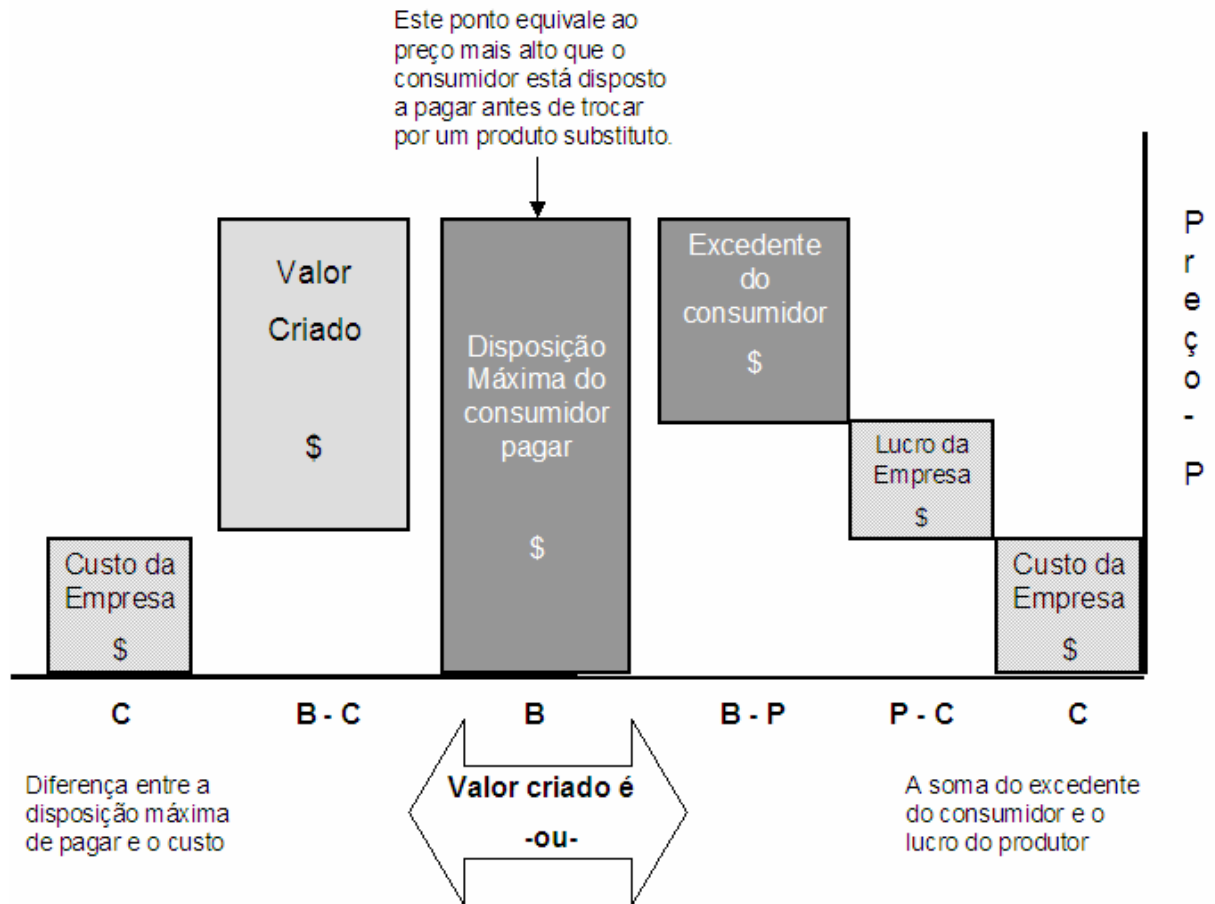 Este ponto equivale ao
preço mais alto que o
consumidor está disposto
a pagar antes de trocar
por um produto substituto.
Valor
Criado
$
Disposição
Máxima do
consumidor
pagar
$
Excedente
do
consumidor
$
Lucro da
Empresa
$
Custo da
Empresa
$
Custo da
Empresa
$
P
r
e
ç
o
-
P
C
B - C
B
B - P
P - C
C
Diferença entre a
disposição máxima
de pagar e o custo
Valor criado é
-ou-
A soma do excedente
do consumidor e o
lucro do produtor